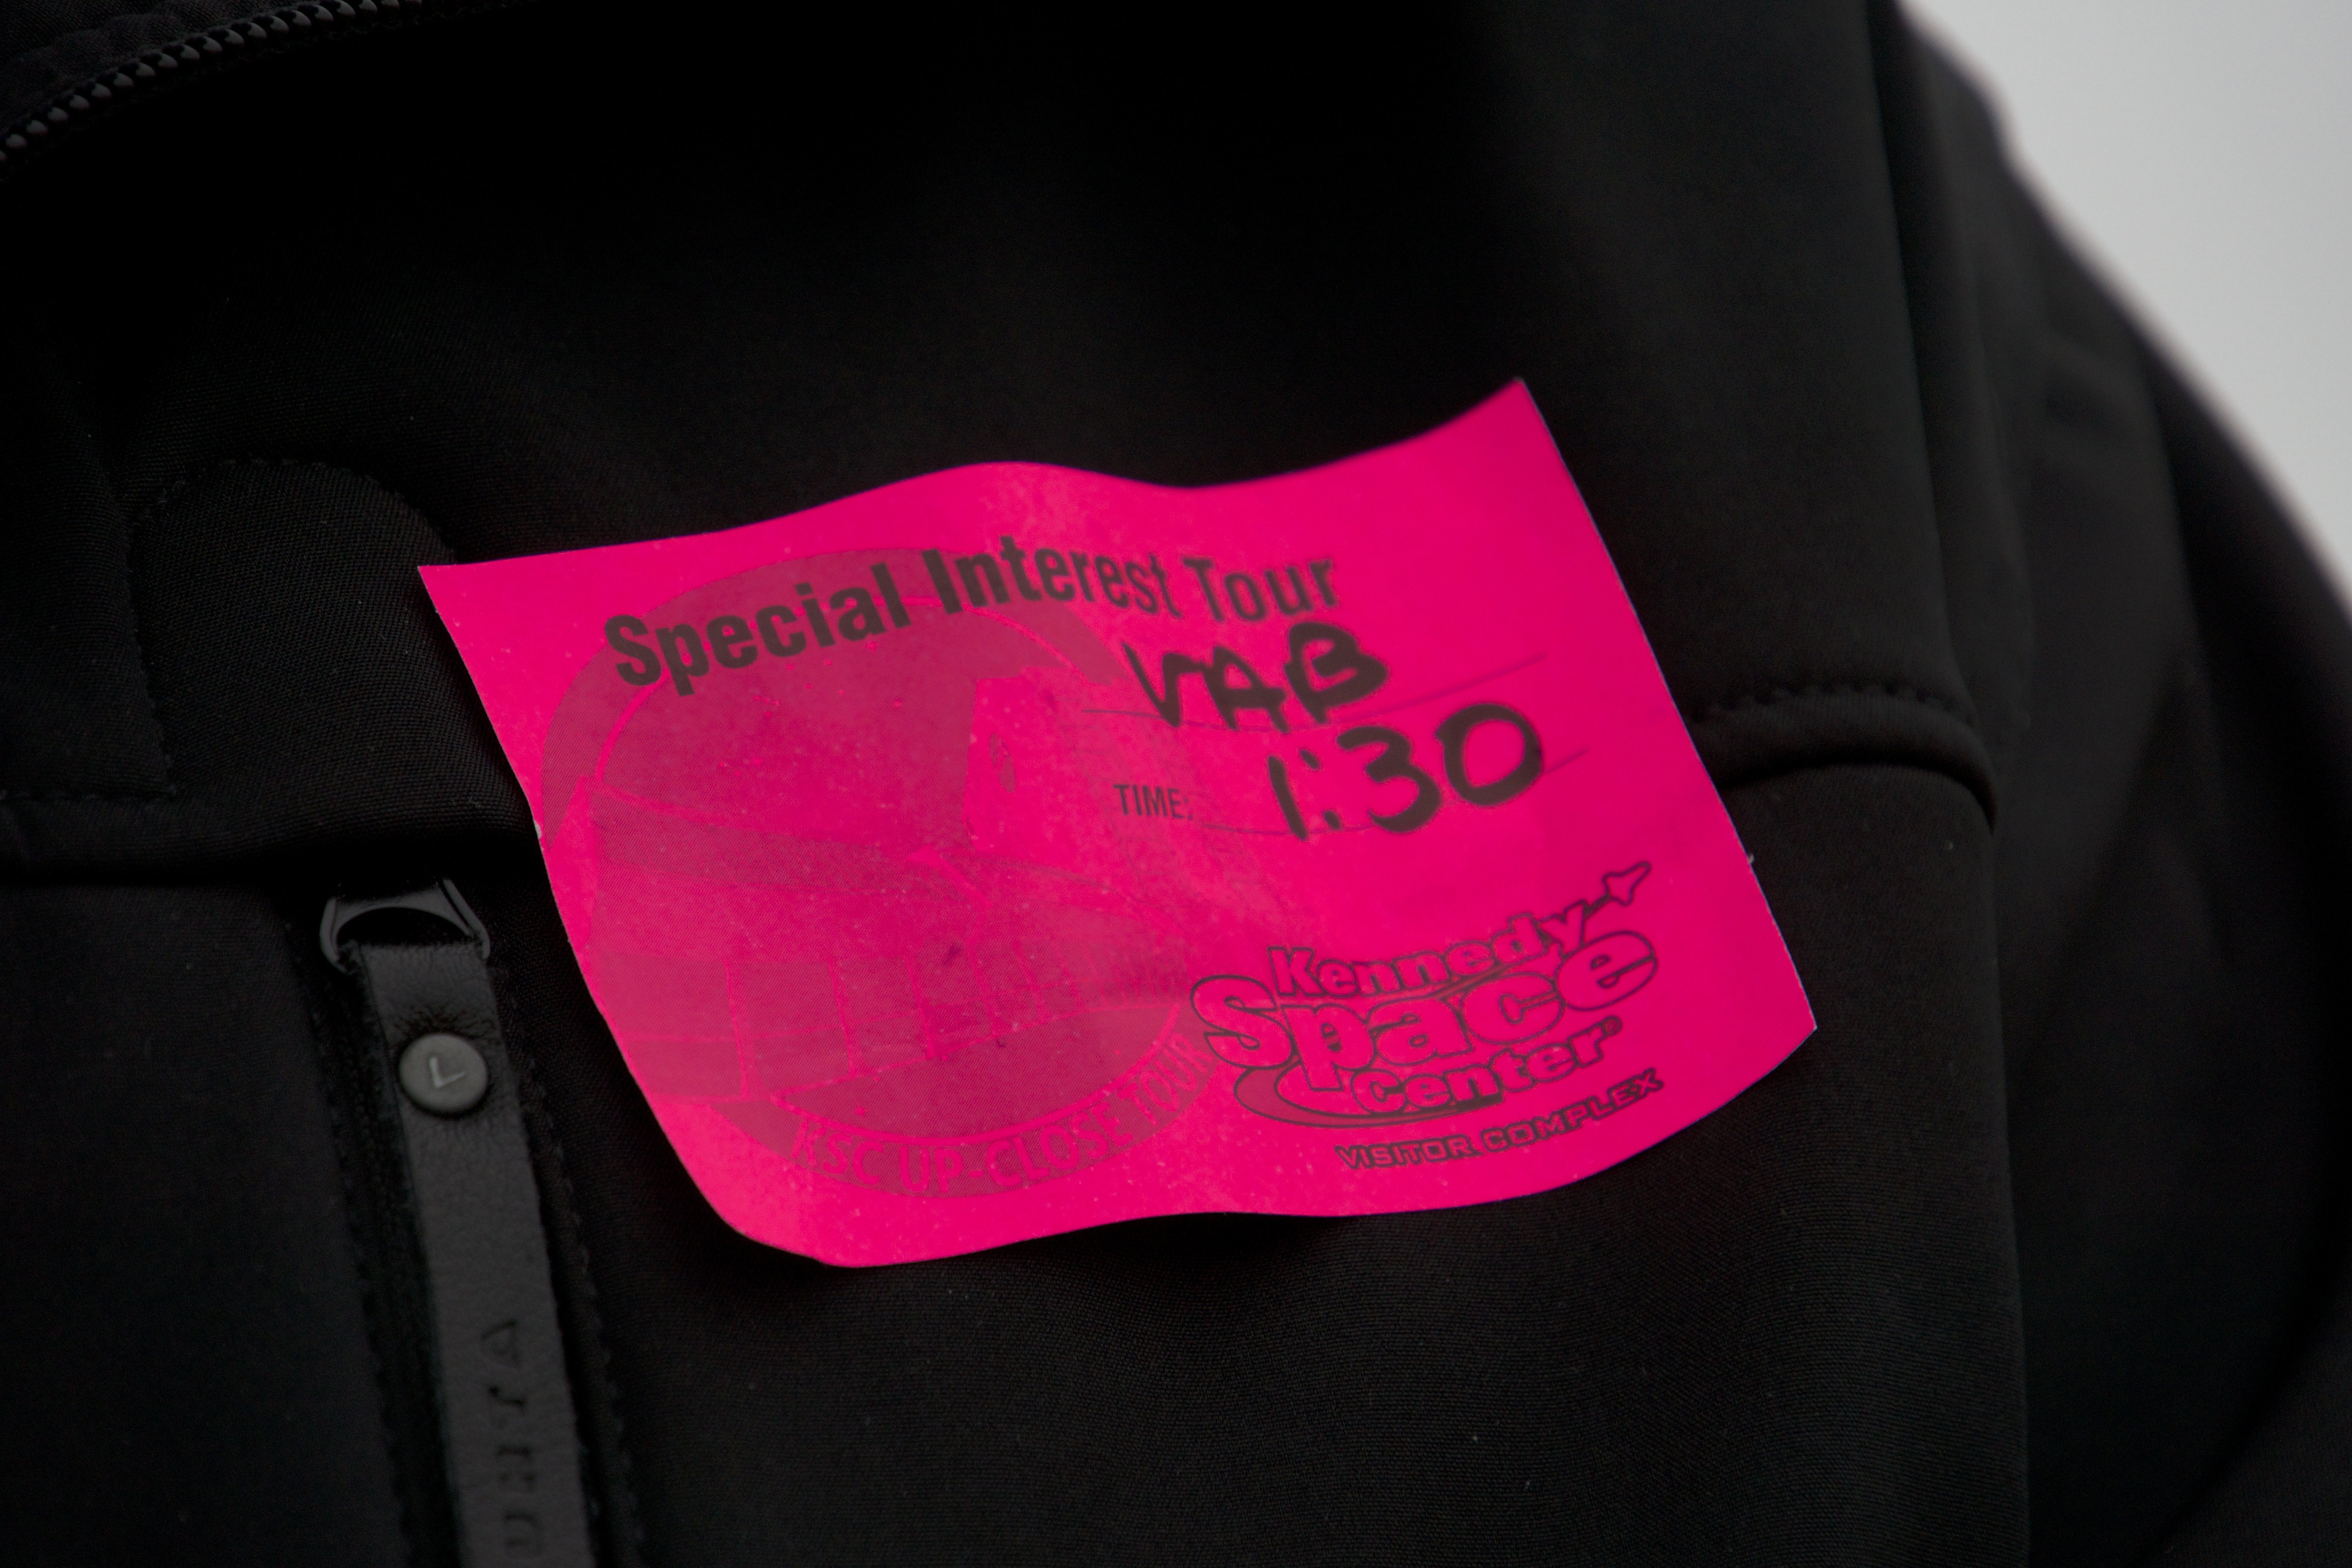 Special Interest Tour
VAB
TIME: 1:30
Kennedy
Space
Center®
VISITOR COMPLEX
KSC UP-CLOSE TOUR
L